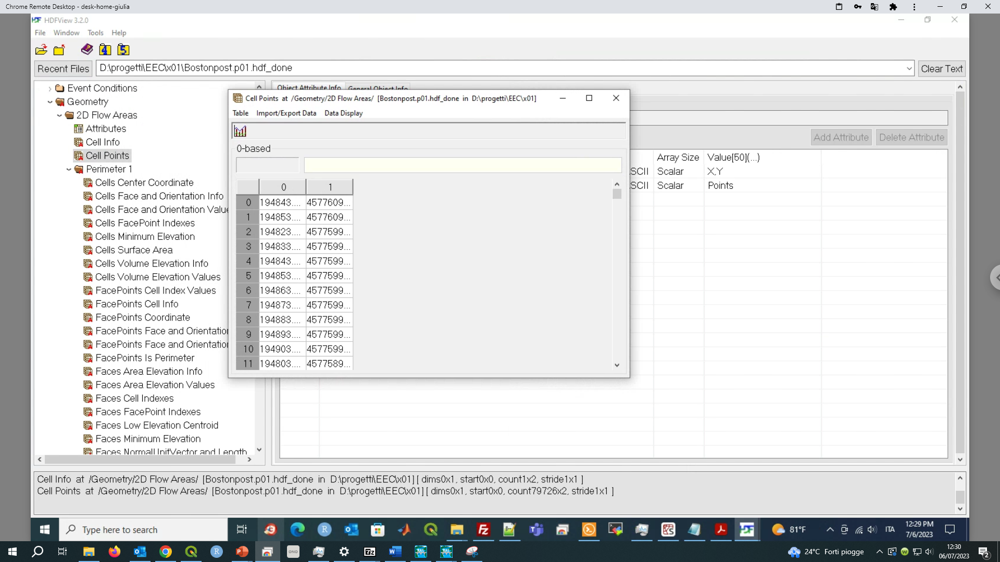 Chrome Remote Desktop - desk-home-giulia
HDFView 3.2.0
File Window Tools Help
Recent Files D:\progetti\EEC\x01\Bostonpost.p01.hdf_done Clear Text
Event Conditions
Geometry
2D Flow Areas
Attributes
Cell Info
Cell Points
Perimeter 1
Cells Center Coordinate
Cells Face and Orientation Info
Cells Face and Orientation Value
Cells FacePoint Indexes
Cells Minimum Elevation
Cells Surface Area
Cells Volume Elevation Info
Cells Volume Elevation Values
FacePoints Cell Index Values
FacePoints Cell Info
FacePoints Coordinate
FacePoints Face and Orientation
FacePoints Face and Orientation
FacePoints Is Perimeter
Faces Area Elevation Info
Faces Area Elevation Values
Faces Cell Indexes
Faces FacePoint Indexes
Faces Low Elevation Centroid
Faces Minimum Elevation
Faces NormalUnitVector and Length
Object Attribute Info General Object Info
Cell Points at /Geometry/2D Flow Areas/ [Bostonpost.p01.hdf_done in D:\progetti\EEC\x01]
Table Import/Export Data Data Display
0-based
0 1
0 194843.... 4577609...
1 194853.... 4577609...
2 194823.... 4577599...
3 194833.... 4577599...
4 194843.... 4577599...
5 194853.... 4577599...
6 194863.... 4577599...
7 194873.... 4577599...
8 194883.... 4577599...
9 194893.... 4577599...
10 194903.... 4577599...
11 194803.... 4577589...
Add Attribute Delete Attribute
Array Size Value[50](...)
SCII Scalar X,Y
SCII Scalar Points
Cell Info at /Geometry/2D Flow Areas/ [Bostonpost.p01.hdf_done in D:\progetti\EEC\x01] [ dims0x1, start0x0, count1x2, stride1x1 ]
Cell Points at /Geometry/2D Flow Areas/ [Bostonpost.p01.hdf_done in D:\progetti\EEC\x01] [ dims0x1, start0x0, count79726x2, stride1x1 ]
Type here to search
81°F
ITA
12:29 PM
7/6/2023
24°C Forti piogge
12:30
06/07/2023
2